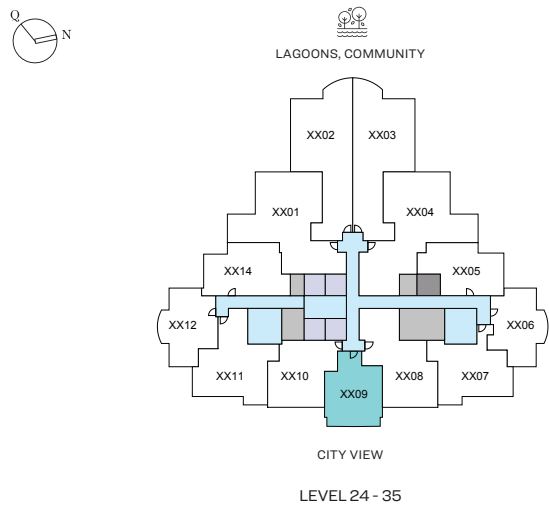 Q
N
LAGOONS, COMMUNITY
XX02 XX03
XX01 XX04
XX14 XX05
XX12 XX06
XX11 XX10 XX08 XX07
XX09
CITY VIEW
LEVEL 24 - 35